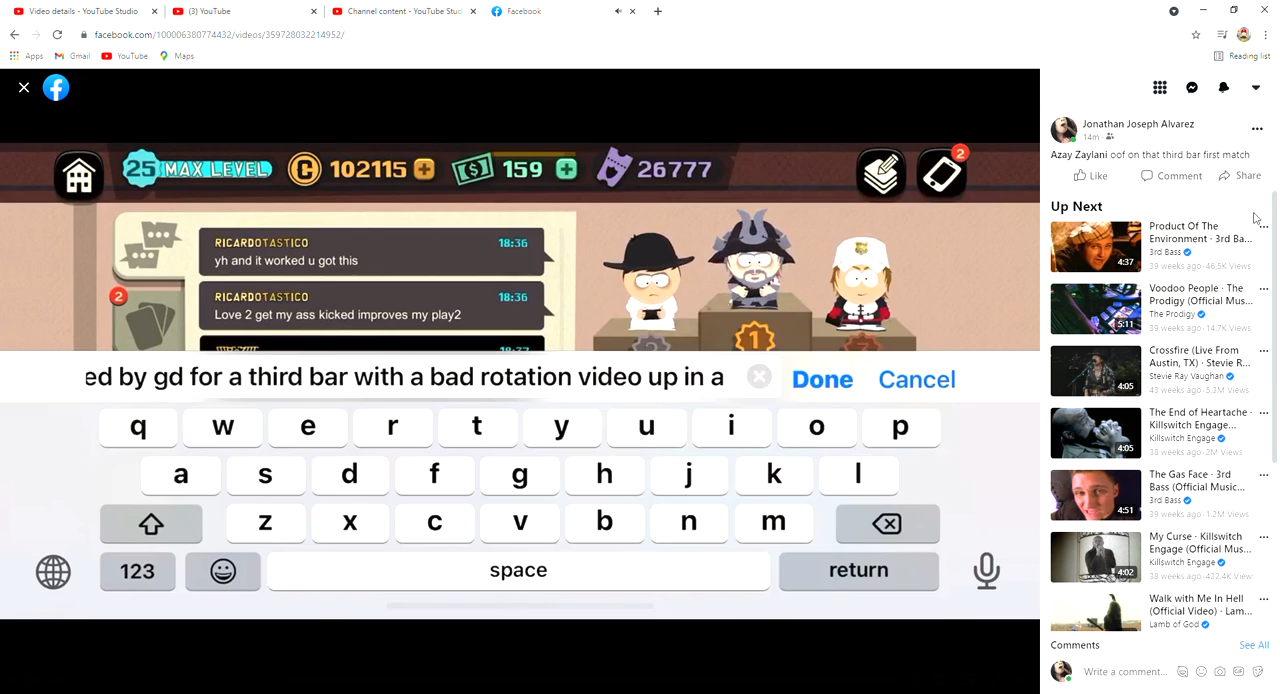 Video details - YouTube Studio
(3) YouTube
Channel content - YouTube Stud
Facebook
facebook.com/100006380774432/videos/359728032214952/
Apps
Gmail
YouTube
Maps
Reading list
25 MAX LEVEL
C 102115
159
26777
2
RICARDOTASTICO 18:36
yh and it worked u got this
2
RICARDOTASTICO 18:36
Love 2 get my ass kicked improves my play2
18:37
2
1
3
ed by gd for a third bar with a bad rotation video up in a
Done
Cancel
q w e r t y u i o p
a s d f g h j k l
z x c v b n m
123
space
return
Jonathan Joseph Alvarez
14m
Azay Zaylani oof on that third bar first match
Like
Comment
Share
Up Next
4:37
Product Of The
Environment · 3rd Ba...
3rd Bass
39 weeks ago · 46.5K Views
5:11
Voodoo People · The
Prodigy (Official Mus...
The Prodigy
39 weeks ago · 14.7K Views
4:05
Crossfire (Live From
Austin, TX) · Stevie R...
Stevie Ray Vaughan
43 weeks ago · 5.3M Views
4:05
The End of Heartache ·
Killswitch Engage...
Killswitch Engage
38 weeks ago · 2M Views
4:51
The Gas Face · 3rd
Bass (Official Music...
3rd Bass
39 weeks ago · 1.2M Views
4:02
My Curse · Killswitch
Engage (Official Mus...
Killswitch Engage
38 weeks ago · 422.4K View
Walk with Me In Hell
(Official Video) · Lam...
Lamb of God
Comments
See All
Write a comment...